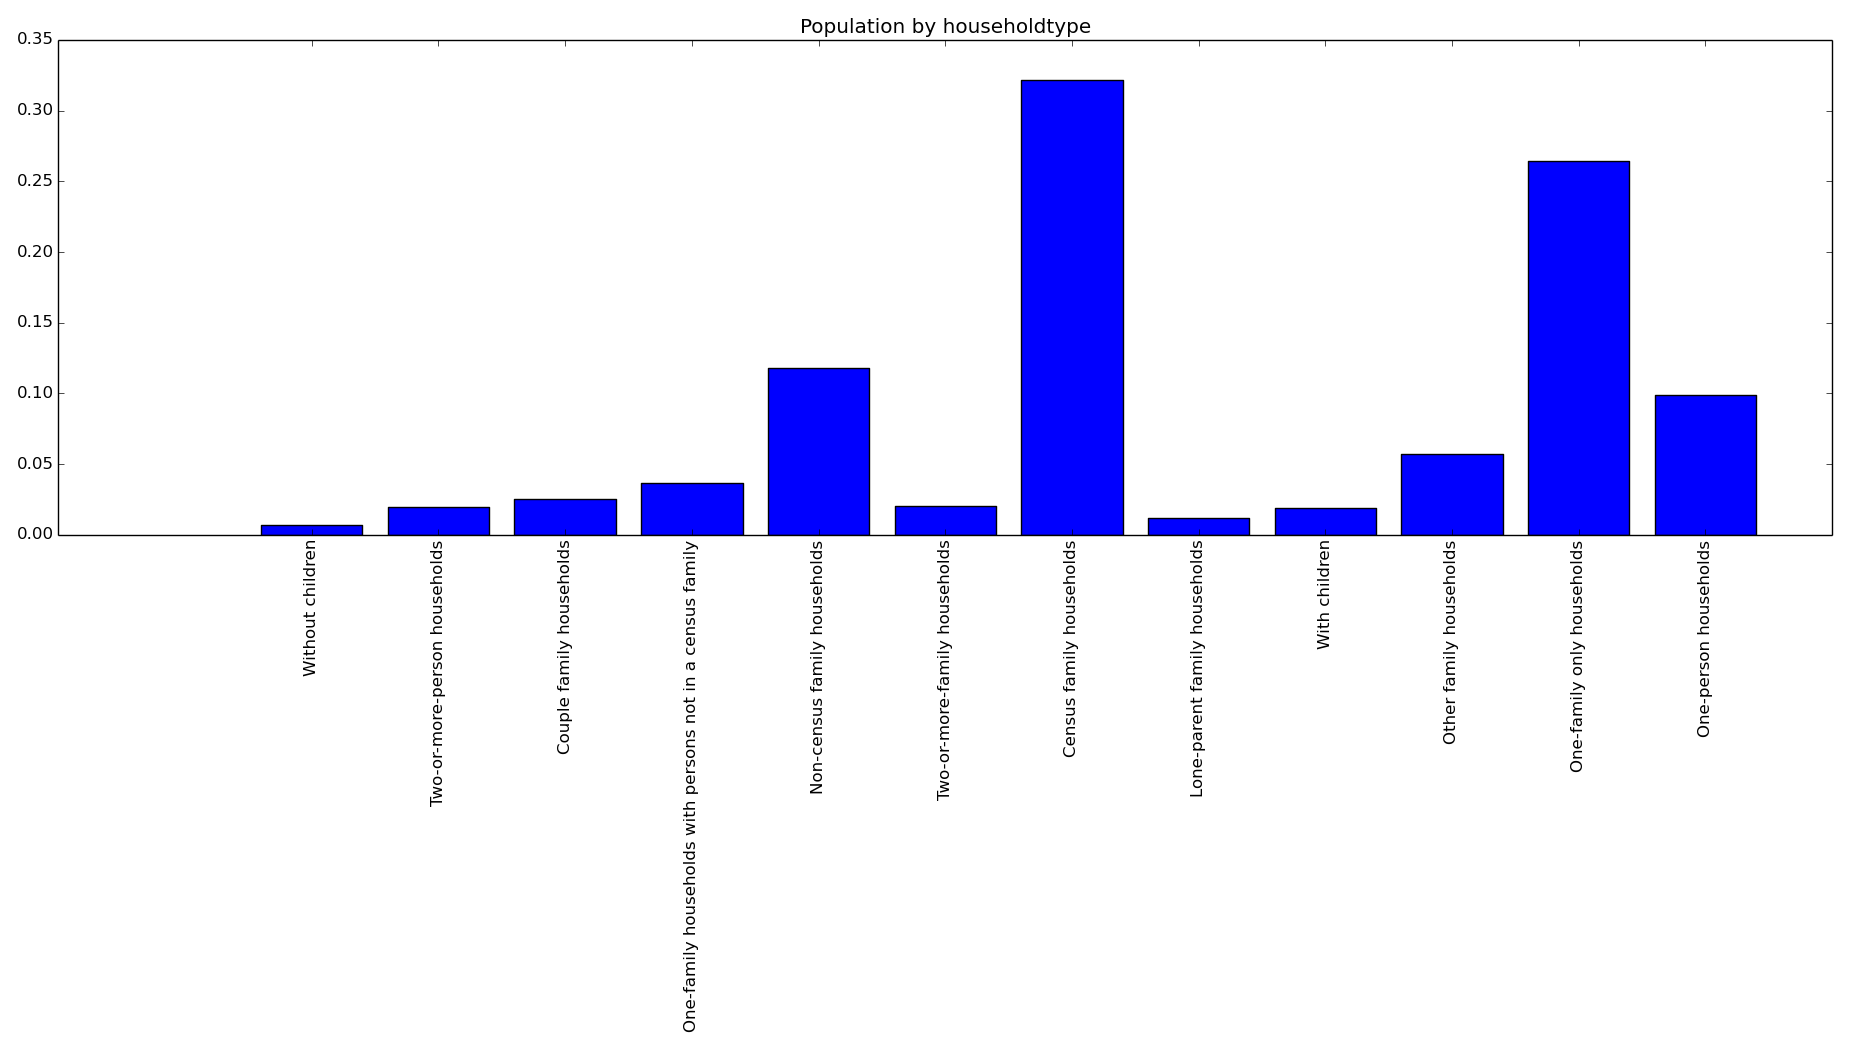 Population by householdtype
0.35
0.30
0.25
0.20
0.15
0.10
0.05
0.00
Without children
Two-or-more-person households
Couple family households
One-family households with persons not in a census family
Non-census family households
Two-or-more-family households
Census family households
Lone-parent family households
With children
Other family households
One-family only households
One-person households